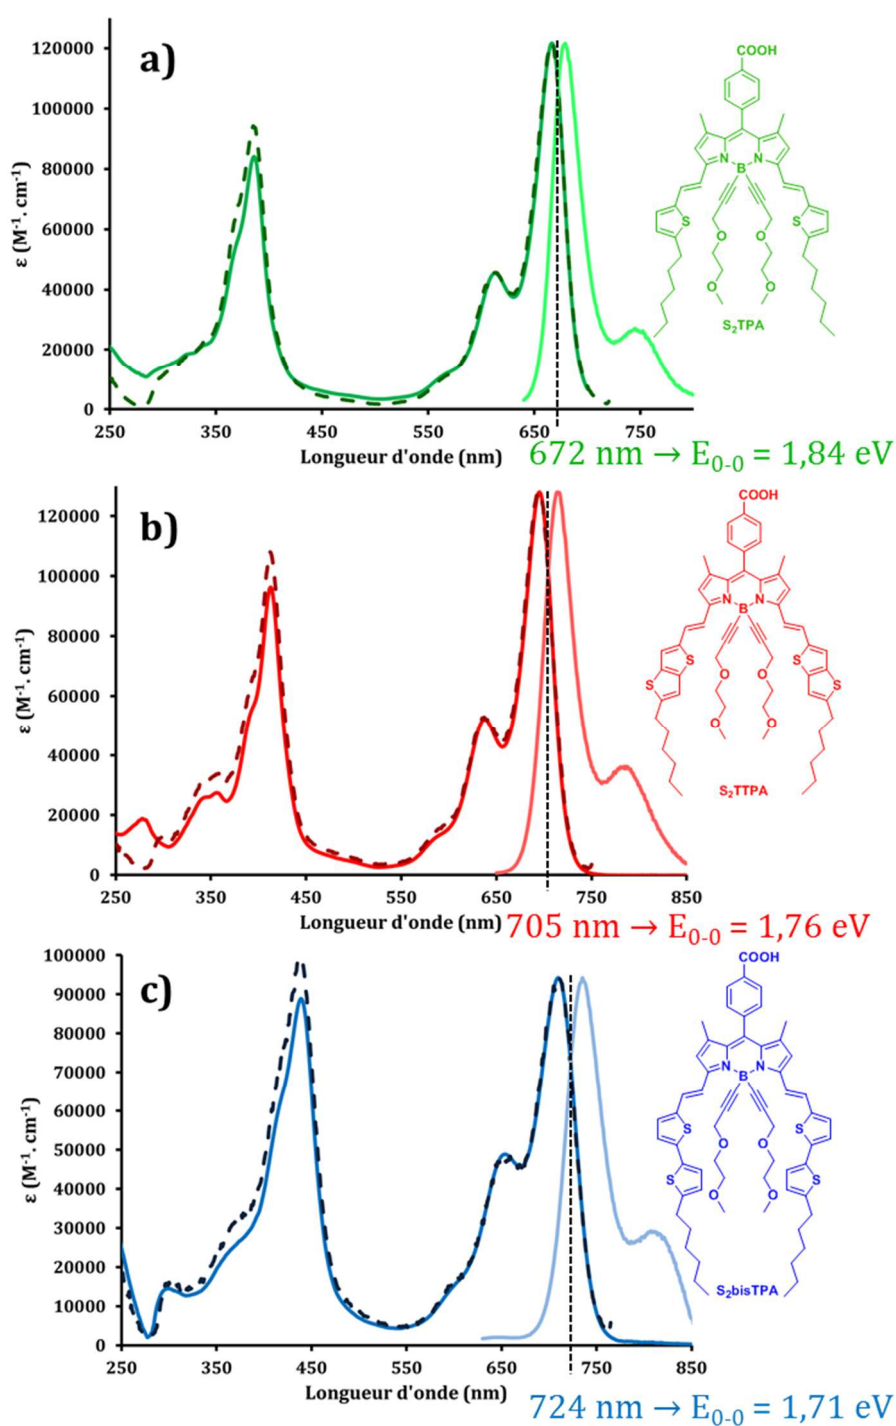 a)
ε (M⁻¹. cm⁻¹)
120000
100000
80000
60000
40000
20000
0
250 350 450 550 650 750
Longueur d'onde (nm)
672 nm → E₀₋₀ = 1,84 eV
COOH
N B N
S S
O O
O O
S₂TPA
b)
ε (M⁻¹. cm⁻¹)
120000
100000
80000
60000
40000
20000
0
250 350 450 550 650 750 850
Longueur d'onde (nm)
705 nm → E₀₋₀ = 1,76 eV
COOH
N B N
S S
O O
S S
O O
S₂TTPA
c)
ε (M⁻¹. cm⁻¹)
100000
90000
80000
70000
60000
50000
40000
30000
20000
10000
0
250 350 450 550 650 750 850
Longueur d'onde (nm)
724 nm → E₀₋₀ = 1,71 eV
COOH
N B N
S S
O O
S S
O O
S₂bisTPA